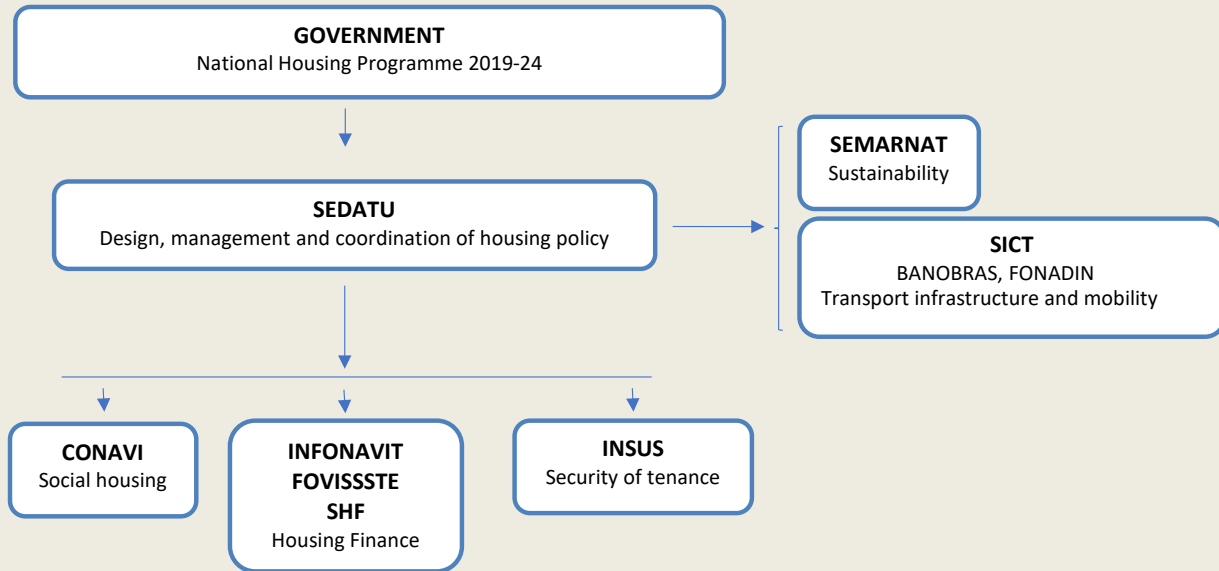 GOVERNMENT
National Housing Programme 2019-24
SEMARNAT
Sustainability
SEDATU
Design, management and coordination of housing policy
SICT
BANOBRAS, FONADIN
Transport infrastructure and mobility
CONAVI
Social housing
INFONAVIT
FOVISSSTE
SHF
Housing Finance
INSUS
Security of tenance